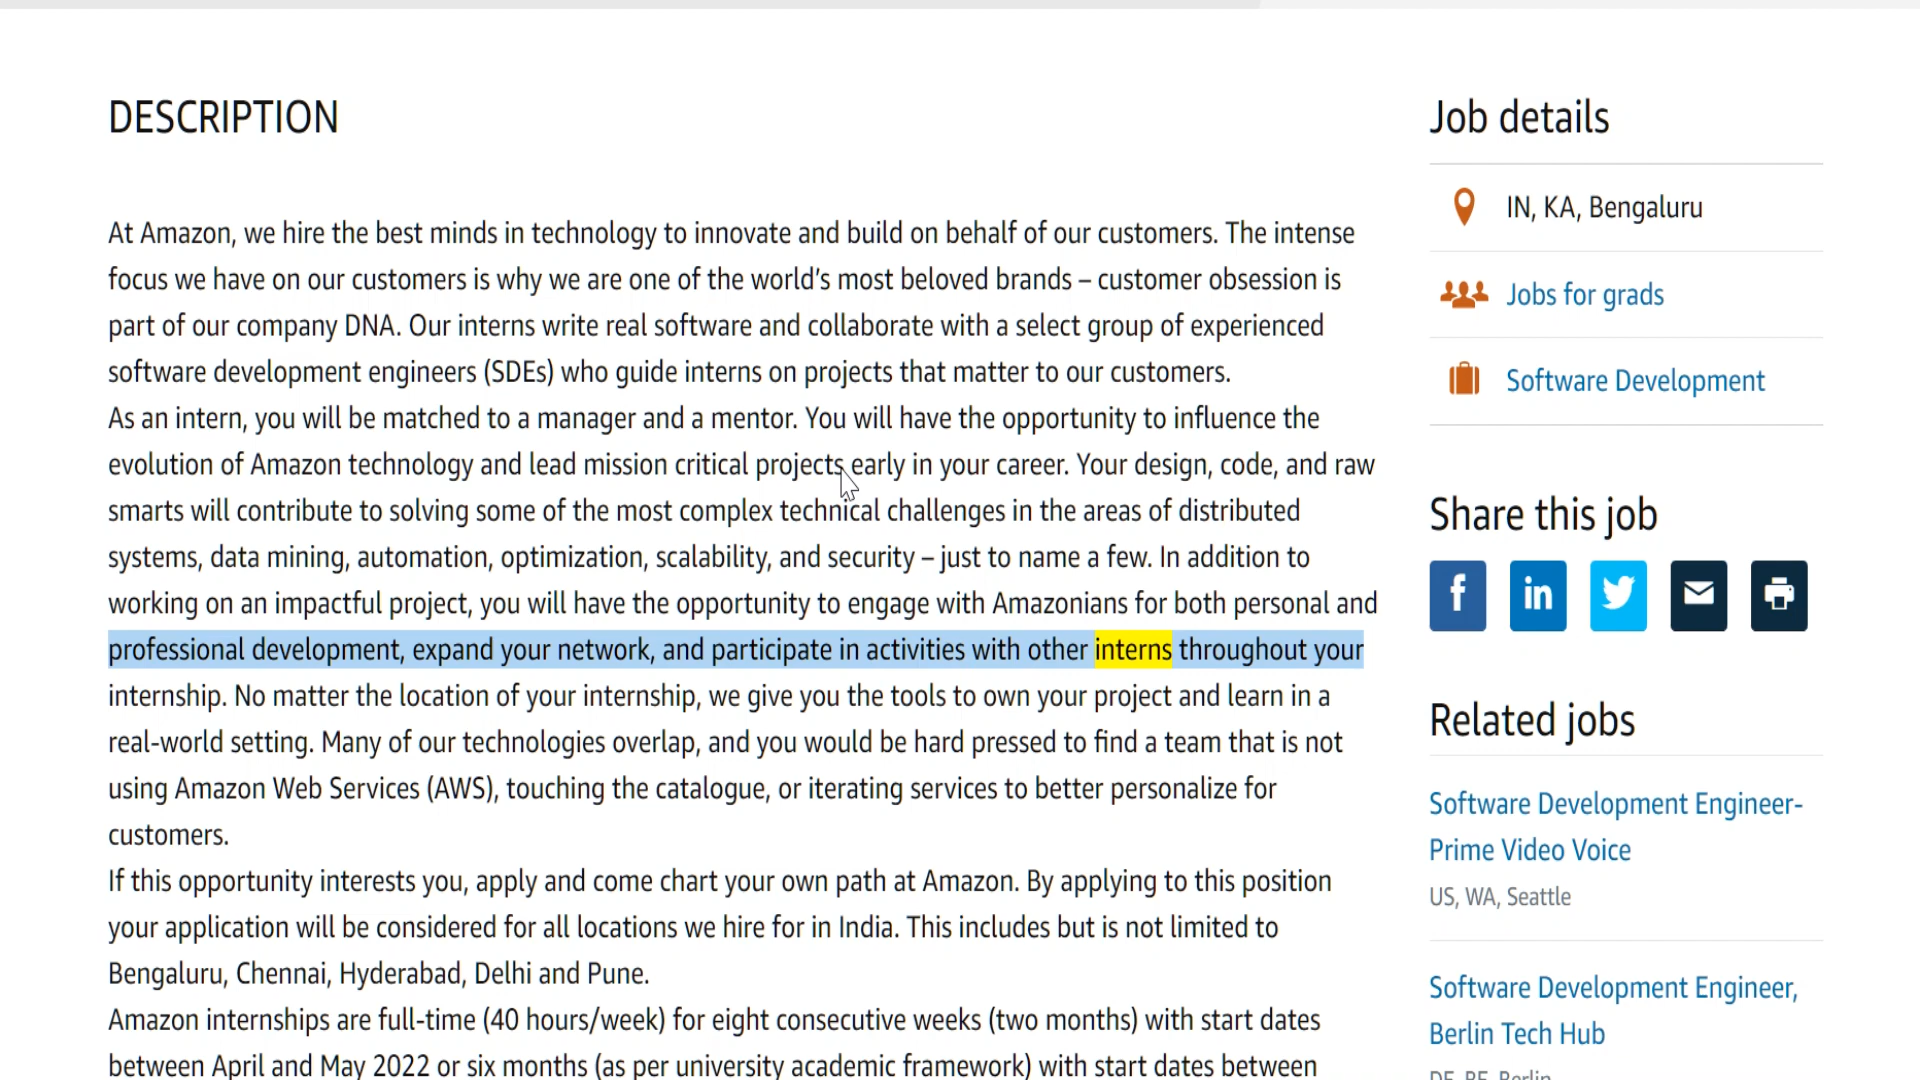 DESCRIPTION
At Amazon, we hire the best minds in technology to innovate and build on behalf of our customers. The intense
focus we have on our customers is why we are one of the world's most beloved brands – customer obsession is
part of our company DNA. Our interns write real software and collaborate with a select group of experienced
software development engineers (SDEs) who guide interns on projects that matter to our customers.
As an intern, you will be matched to a manager and a mentor. You will have the opportunity to influence the
evolution of Amazon technology and lead mission critical projects early in your career. Your design, code, and raw
smarts will contribute to solving some of the most complex technical challenges in the areas of distributed
systems, data mining, automation, optimization, scalability, and security – just to name a few. In addition to
working on an impactful project, you will have the opportunity to engage with Amazonians for both personal and
professional development, expand your network, and participate in activities with other interns throughout your
internship. No matter the location of your internship, we give you the tools to own your project and learn in a
real-world setting. Many of our technologies overlap, and you would be hard pressed to find a team that is not
using Amazon Web Services (AWS), touching the catalogue, or iterating services to better personalize for
customers.
If this opportunity interests you, apply and come chart your own path at Amazon. By applying to this position
your application will be considered for all locations we hire for in India. This includes but is not limited to
Bengaluru, Chennai, Hyderabad, Delhi and Pune.
Amazon internships are full-time (40 hours/week) for eight consecutive weeks (two months) with start dates
between April and May 2022 or six months (as per university academic framework) with start dates between
Job details
IN, KA, Bengaluru
Jobs for grads
Software Development
Share this job
Related jobs
Software Development Engineer-
Prime Video Voice
US, WA, Seattle
Software Development Engineer,
Berlin Tech Hub
DE, BE, Berlin